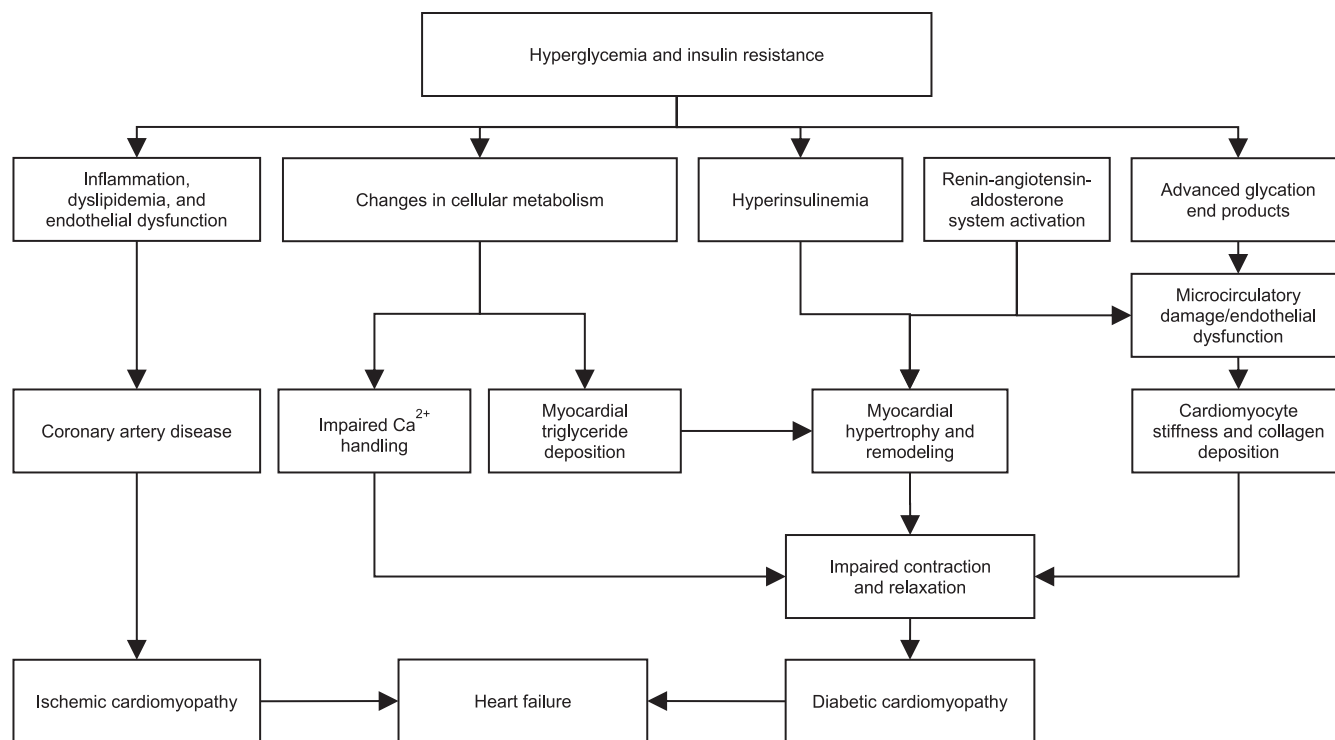 Hyperglycemia and insulin resistance
Inflammation,
dyslipidemia, and
endothelial dysfunction
Changes in cellular metabolism
Hyperinsulinemia
Renin-angiotensin-
aldosterone
system activation
Advanced glycation
end products
Microcirculatory
damage/endothelial
dysfunction
Coronary artery disease
Impaired Ca²⁺
handling
Myocardial
triglyceride
deposition
Myocardial
hypertrophy and
remodeling
Cardiomyocyte
stiffness and collagen
deposition
Impaired contraction
and relaxation
Ischemic cardiomyopathy
Heart failure
Diabetic cardiomyopathy